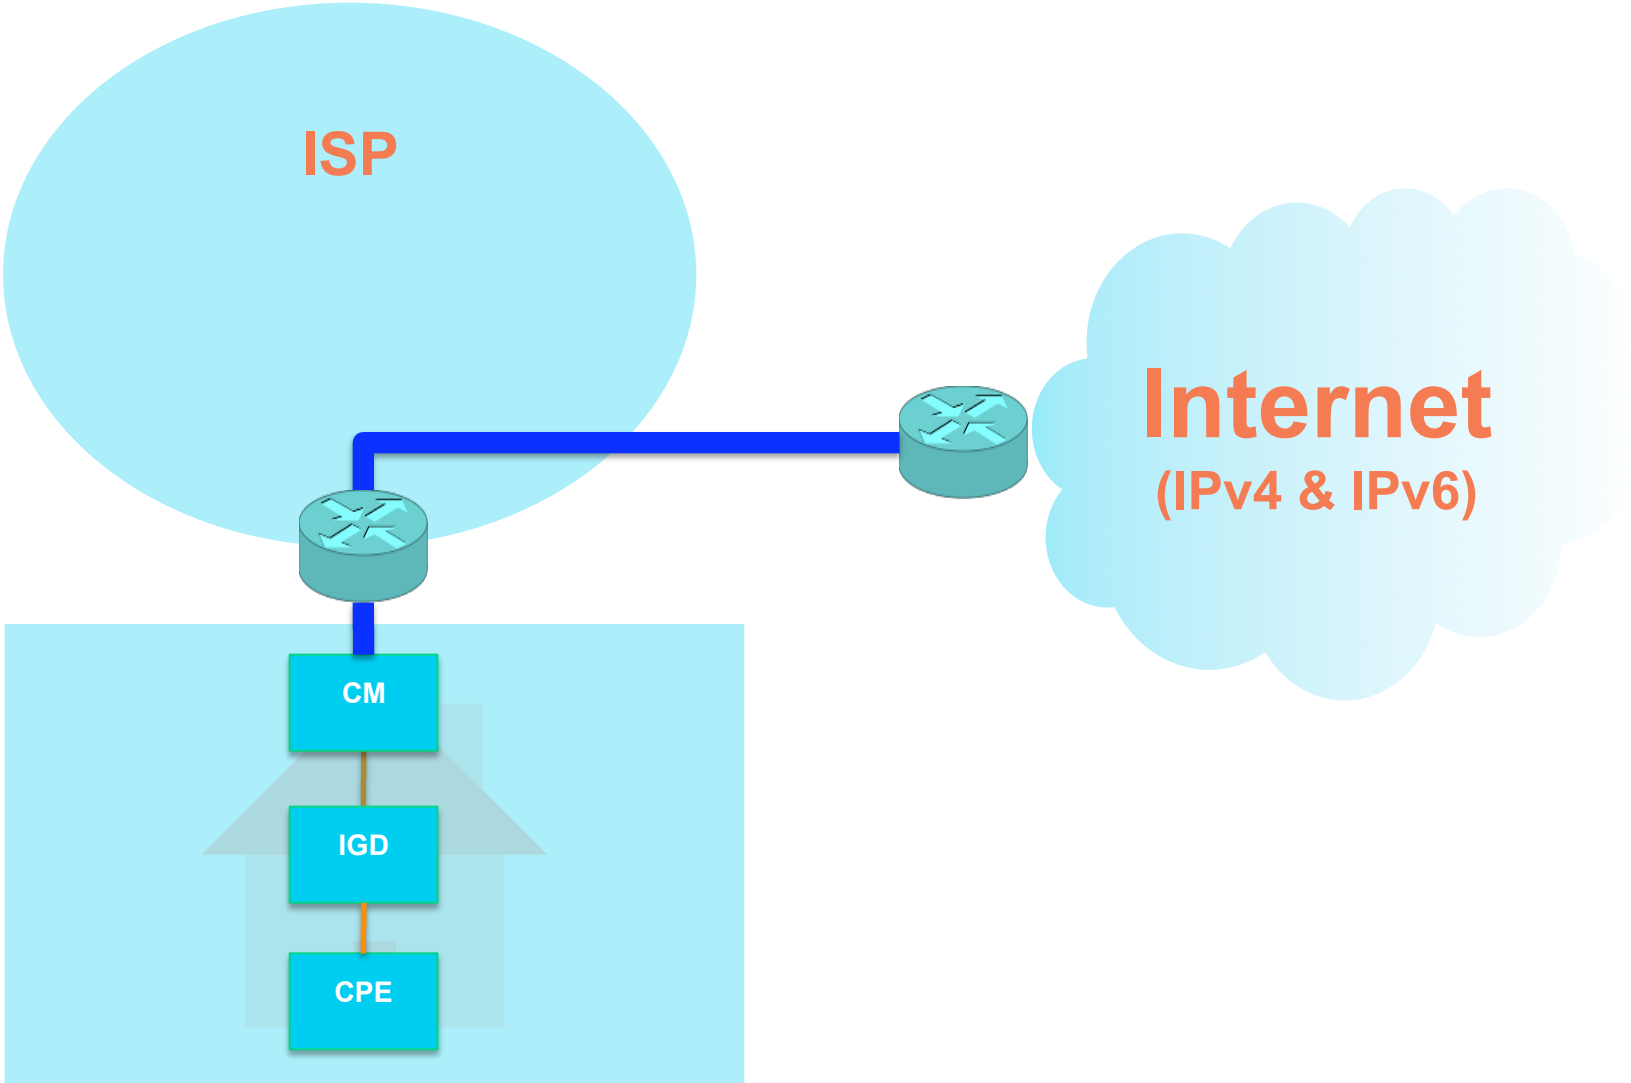 ISP
Internet
(IPv4 & IPv6)
CM
IGD
CPE